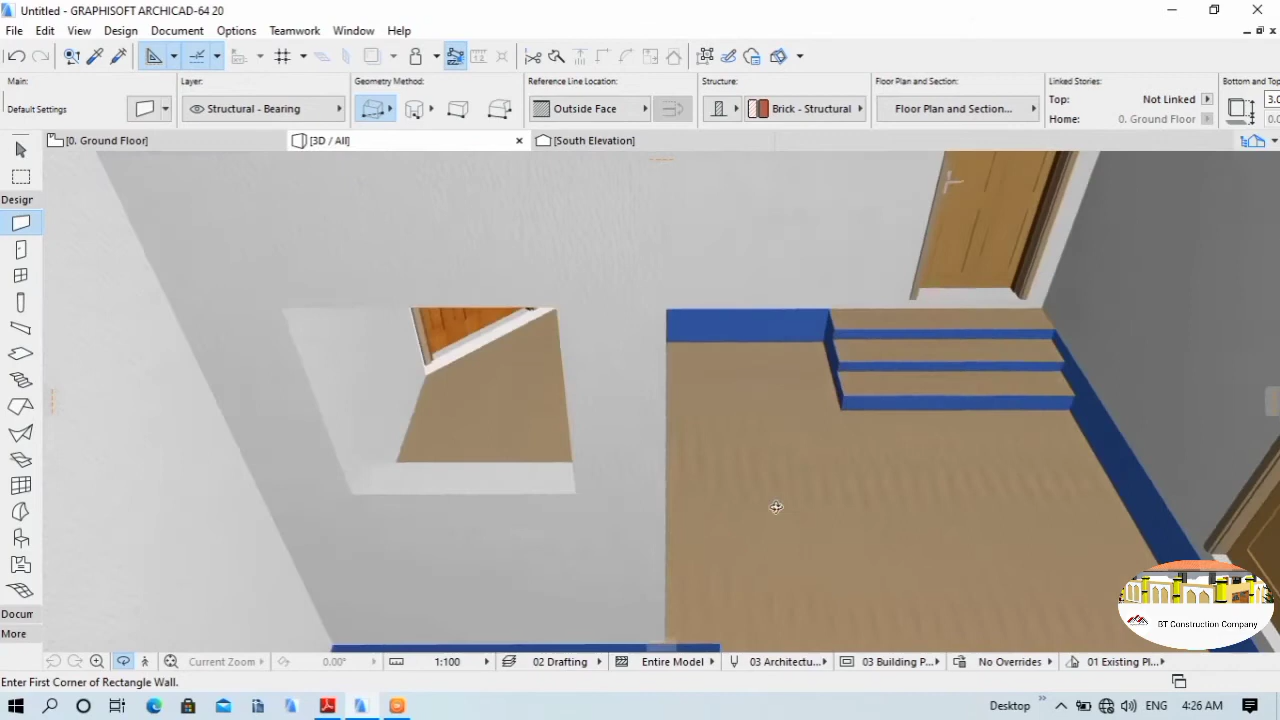 Untitled - GRAPHISOFT ARCHICAD-64 20
File Edit View Design Document Options Teamwork Window Help
Main: Layer: Geometry Method: Reference Line Location: Structure: Floor Plan and Section: Linked Stories: Bottom and Top
Default Settings Structural - Bearing Outside Face Brick - Structural Floor Plan and Section... Top: Not Linked 3.0
Home: 0. Ground Floor
[0. Ground Floor] [3D / All] [South Elevation]
Design
BT Construction Company
Docum
More
Current Zoom 0.00° 1:100 02 Drafting Entire Model 03 Architectu... 03 Building P... No Overrides 01 Existing Pl...
Enter First Corner of Rectangle Wall.
Desktop ENG 4:26 AM